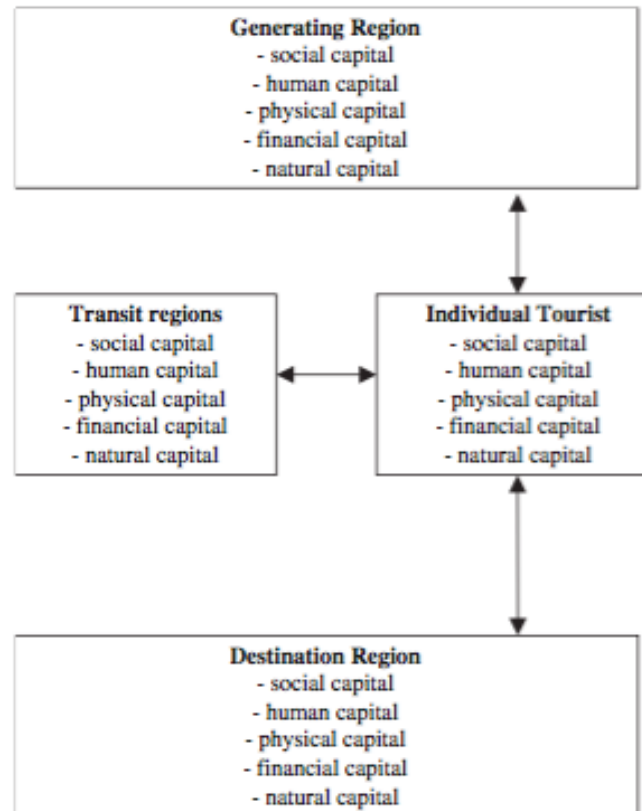 Generating Region
- social capital
- human capital
- physical capital
- financial capital
- natural capital
Transit regions
- social capital
- human capital
- physical capital
- financial capital
- natural capital
Individual Tourist
- social capital
- human capital
- physical capital
- financial capital
- natural capital
Destination Region
- social capital
- human capital
- physical capital
- financial capital
- natural capital